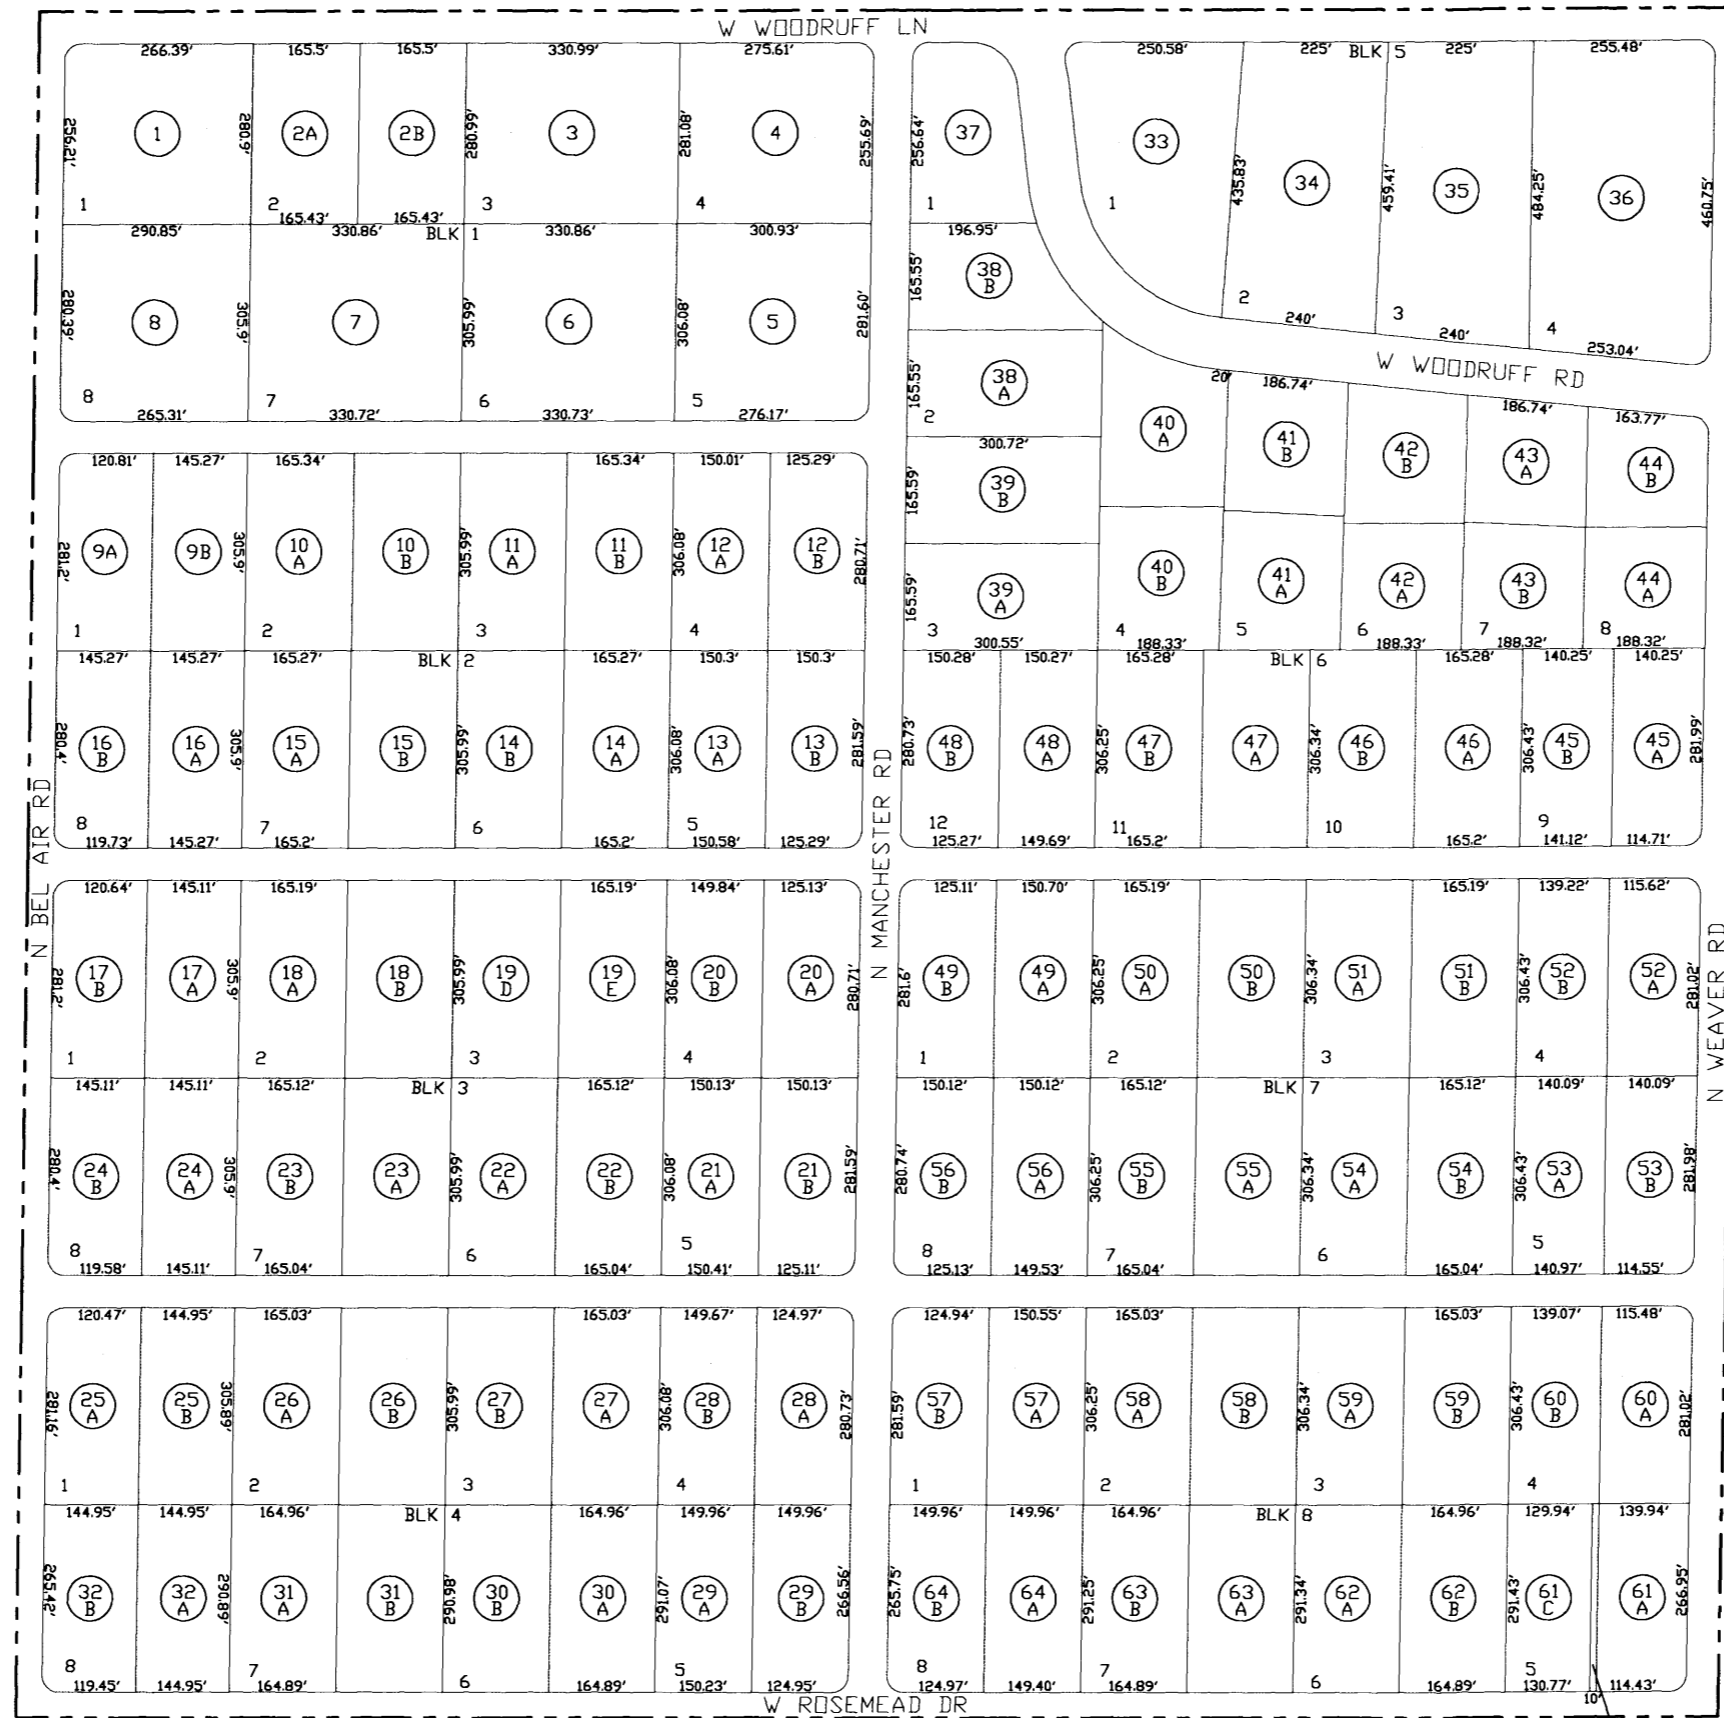 W WOODRUFF LN
266.39' 165.5' 165.5' 330.99' 275.61' 250.58' 225' BLK 5 225' 255.48'
256.21' 1 280.9' 2A 2B 280.99' 3 281.08' 4 255.69' 256.64' 37 33 435.83' 34 459.41' 35 484.25' 36 460.75'
1 2 3 4 1 1
165.43' 165.43'
290.85' 330.86' BLK 1 330.86' 300.93' 196.95'
280.39' 8 305.9' 7 305.99' 6 306.08' 5 281.60' 165.55' 38 B
2 240' 3 240' 4 253.04'
W WOODRUFF RD
8 7 6 5
265.31' 330.72' 330.73' 276.17'
165.55' 38 A
2
300.72'
20' 186.74' 186.74' 163.77'
40 A 41 B 42 B 43 A 44 B
165.59' 39 B
165.59' 39 A 40 B 41 A 42 A 43 B 44 A
3 4 5 6 7 8
300.55' 188.33' 188.33' 188.32' 188.32'
120.81' 145.27' 165.34' 165.34' 150.01' 125.29'
281.2' 9A 9B 305.9' 10 A 10 B 305.99' 11 A 11 B 306.08' 12 A 12 B 280.71'
1 2 3 4
145.27' 145.27' 165.27' BLK 2 165.27' 150.3' 150.3' 150.28' 150.27' 165.28' BLK 6 165.28' 140.25' 140.25'
280.4' 16 B 16 A 305.9' 15 A 15 B 305.99' 14 B 14 A 306.08' 13 A 13 B 281.59' 280.73' 48 B 48 A 306.25' 47 B 47 A 306.34' 46 B 46 A 306.43' 45 B 45 A 281.99'
8 7 6 5 12 11 10 9
119.73' 145.27' 165.2' 165.2' 150.58' 125.29' 125.27' 149.69' 165.2' 165.2' 141.12' 114.71'
N BEL AIR RD
N MANCHESTER RD
N WEAVER RD
120.64' 145.11' 165.19' 165.19' 149.84' 125.13' 125.11' 150.70' 165.19' 165.19' 139.22' 115.62'
281.2' 17 B 17 A 305.9' 18 A 18 B 305.99' 19 D 19 E 306.08' 20 B 20 A 280.71' 281.6' 49 B 49 A 306.25' 50 A 50 B 306.34' 51 A 51 B 306.43' 52 B 52 A 281.02'
1 2 3 4 1 2 3 4
145.11' 145.11' 165.12' BLK 3 165.12' 150.13' 150.13' 150.12' 150.12' 165.12' BLK 7 165.12' 140.09' 140.09'
280.4' 24 B 24 A 305.9' 23 B 23 A 305.99' 22 A 22 B 306.08' 21 A 21 B 281.59' 280.74' 56 B 56 A 306.25' 55 B 55 A 306.34' 54 A 54 B 306.43' 53 A 53 B 281.98'
8 7 6 5 8 7 6 5
119.58' 145.11' 165.04' 165.04' 150.41' 125.11' 125.13' 149.53' 165.04' 165.04' 140.97' 114.55'
120.47' 144.95' 165.03' 165.03' 149.67' 124.97' 124.94' 150.55' 165.03' 165.03' 139.07' 115.48'
281.16' 25 A 25 B 305.89' 26 A 26 B 305.99' 27 B 27 A 306.08' 28 B 28 A 280.73' 281.59' 57 B 57 A 306.25' 58 A 58 B 306.34' 59 A 59 B 306.43' 60 B 60 A 281.02'
1 2 3 4 1 2 3 4
144.95' 144.95' 164.96' BLK 4 164.96' 149.96' 149.96' 149.96' 149.96' 164.96' BLK 8 164.96' 129.94' 139.94'
265.42' 32 B 32 A 290.89' 31 A 31 B 290.98' 30 B 30 A 291.07' 29 A 29 B 266.56' 265.75' 64 B 64 A 291.25' 63 B 63 A 291.34' 62 A 62 B 291.43' 61 C 61 A 266.95'
8 7 6 5 8 7 6 5
119.45' 144.95' 164.89' 164.89' 150.23' 124.95' 124.97' 149.40' 164.89' 164.89' 130.77' 10' 114.43'
W ROSEMEAD DR